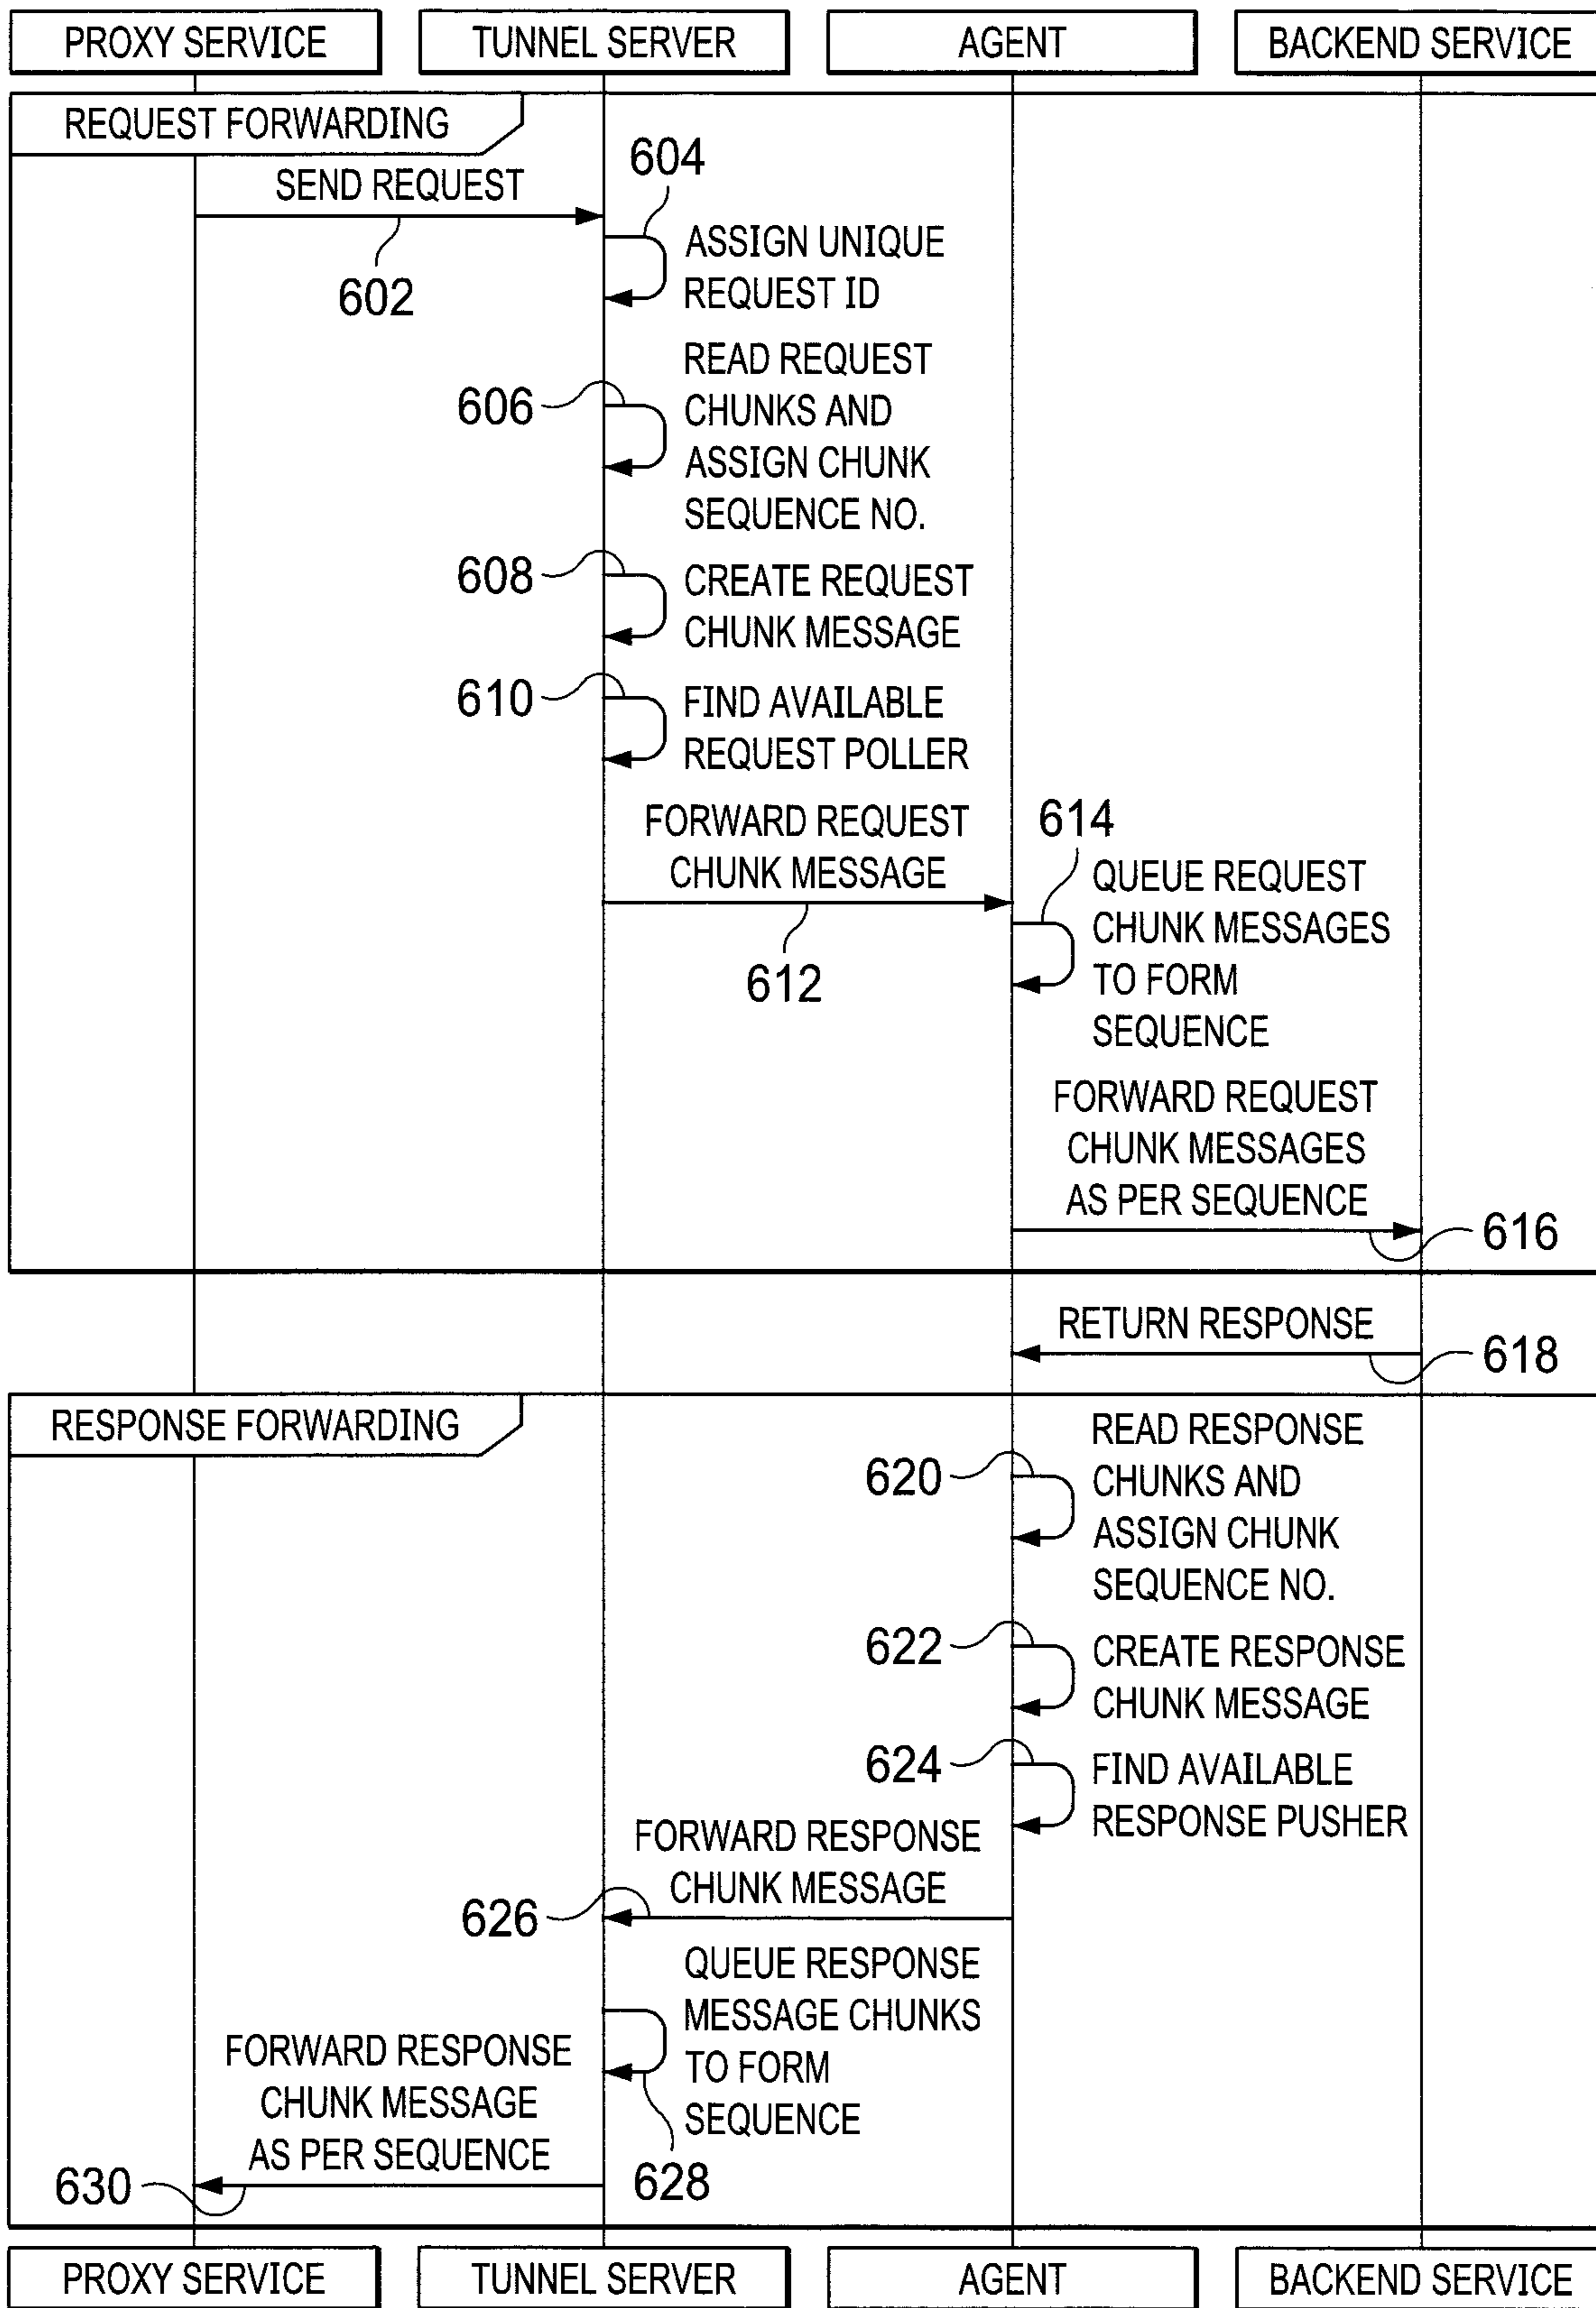 PROXY SERVICE
TUNNEL SERVER
AGENT
BACKEND SERVICE
REQUEST FORWARDING
SEND REQUEST
602
604
ASSIGN UNIQUE
REQUEST ID
606
READ REQUEST
CHUNKS AND
ASSIGN CHUNK
SEQUENCE NO.
608
CREATE REQUEST
CHUNK MESSAGE
610
FIND AVAILABLE
REQUEST POLLER
FORWARD REQUEST
CHUNK MESSAGE
612
614
QUEUE REQUEST
CHUNK MESSAGES
TO FORM
SEQUENCE
FORWARD REQUEST
CHUNK MESSAGES
AS PER SEQUENCE
616
RETURN RESPONSE
618
RESPONSE FORWARDING
620
READ RESPONSE
CHUNKS AND
ASSIGN CHUNK
SEQUENCE NO.
622
CREATE RESPONSE
CHUNK MESSAGE
624
FIND AVAILABLE
RESPONSE PUSHER
FORWARD RESPONSE
CHUNK MESSAGE
626
QUEUE RESPONSE
MESSAGE CHUNKS
TO FORM
SEQUENCE
628
FORWARD RESPONSE
CHUNK MESSAGE
AS PER SEQUENCE
630
PROXY SERVICE
TUNNEL SERVER
AGENT
BACKEND SERVICE